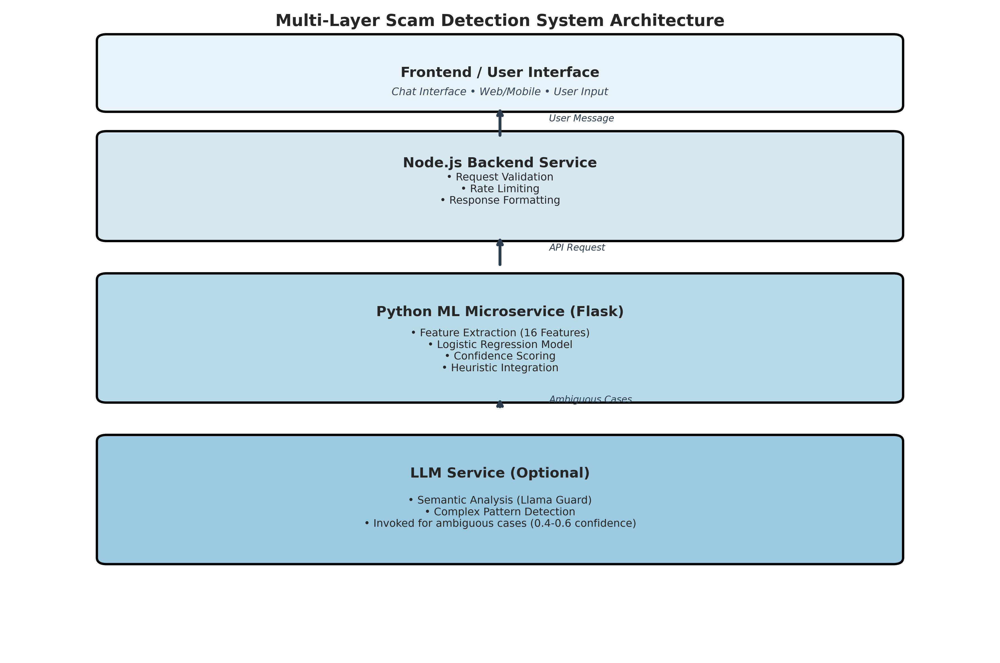 Multi-Layer Scam Detection System Architecture
Frontend / User Interface
Chat Interface • Web/Mobile • User Input
User Message
Node.js Backend Service
• Request Validation
• Rate Limiting
• Response Formatting
API Request
Python ML Microservice (Flask)
• Feature Extraction (16 Features)
• Logistic Regression Model
• Confidence Scoring
• Heuristic Integration
Ambiguous Cases
LLM Service (Optional)
• Semantic Analysis (Llama Guard)
• Complex Pattern Detection
• Invoked for ambiguous cases (0.4-0.6 confidence)